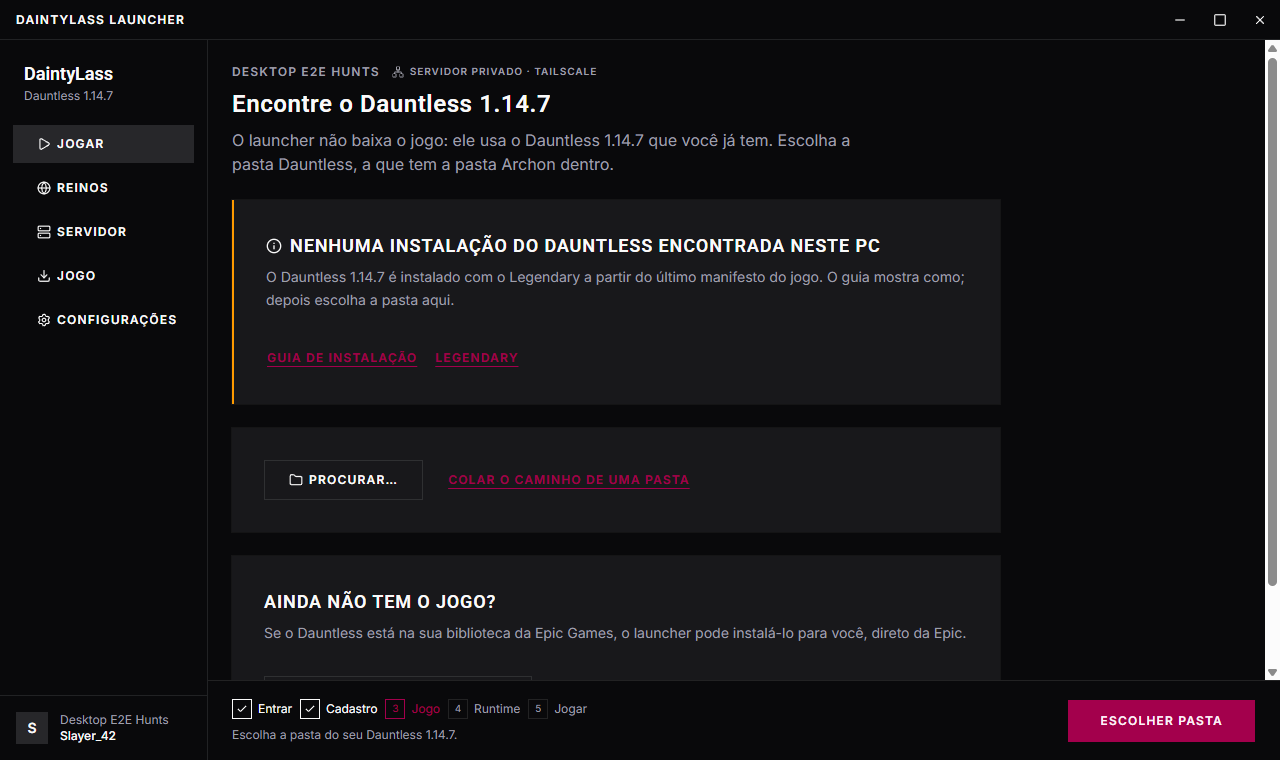 DAINTYLASS LAUNCHER
DaintyLass
Dauntless 1.14.7
JOGAR
REINOS
SERVIDOR
JOGO
CONFIGURAÇÕES
S
Desktop E2E Hunts
Slayer_42
DESKTOP E2E HUNTS SERVIDOR PRIVADO · TAILSCALE
Encontre o Dauntless 1.14.7
O launcher não baixa o jogo: ele usa o Dauntless 1.14.7 que você já tem. Escolha a
pasta Dauntless, a que tem a pasta Archon dentro.
NENHUMA INSTALAÇÃO DO DAUNTLESS ENCONTRADA NESTE PC
O Dauntless 1.14.7 é instalado com o Legendary a partir do último manifesto do jogo. O guia mostra como;
depois escolha a pasta aqui.
GUIA DE INSTALAÇÃO LEGENDARY
PROCURAR... COLAR O CAMINHO DE UMA PASTA
AINDA NÃO TEM O JOGO?
Se o Dauntless está na sua biblioteca da Epic Games, o launcher pode instalá-lo para você, direto da Epic.
Entrar Cadastro 3 Jogo 4 Runtime 5 Jogar
Escolha a pasta do seu Dauntless 1.14.7.
ESCOLHER PASTA